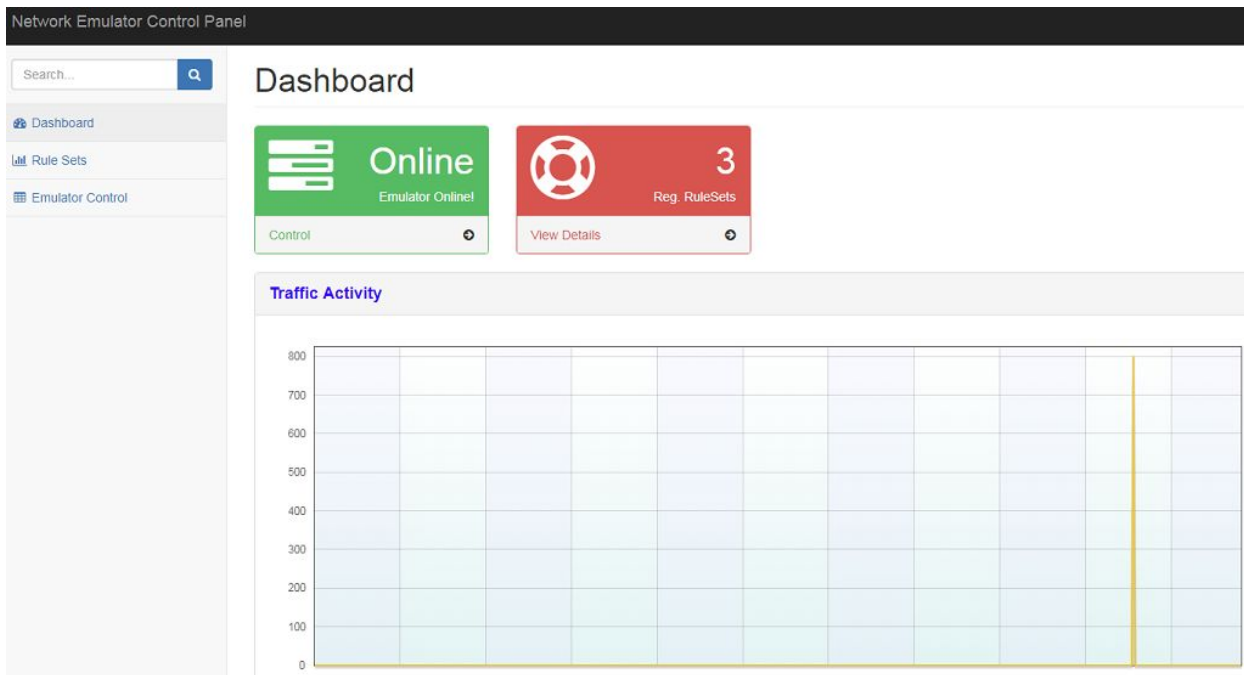 Network Emulator Control Panel
Search...
Dashboard
Rule Sets
Emulator Control
Dashboard
Online
Emulator Online!
Control
3
Reg. RuleSets
View Details
Traffic Activity
800
700
600
500
400
300
200
100
0